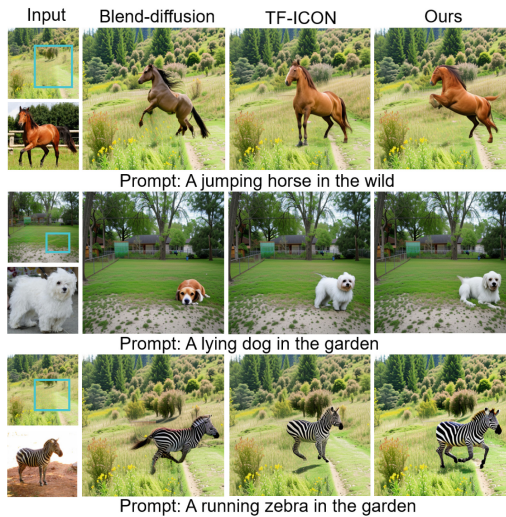 Input Blend-diffusion TF-ICON Ours
Prompt: A jumping horse in the wild
Prompt: A lying dog in the garden
Prompt: A running zebra in the garden